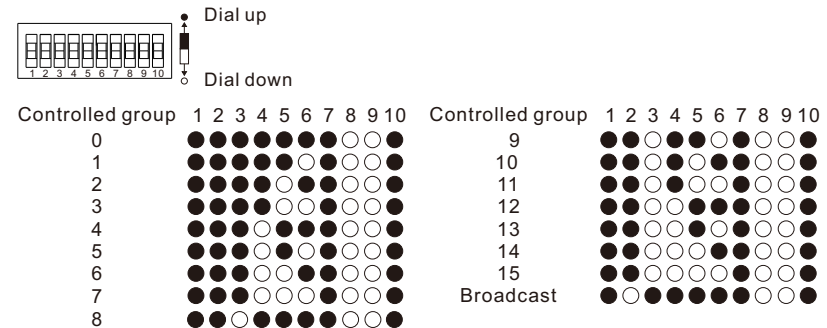 Dial up
1 2 3 4 5 6 7 8 9 10
Dial down
Controlled group 1 2 3 4 5 6 7 8 9 10
0
1
2
3
4
5
6
7
8
Controlled group 1 2 3 4 5 6 7 8 9 10
9
10
11
12
13
14
15
Broadcast